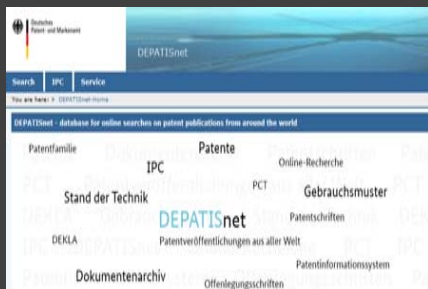 Deutsches
Patent- und Markenamt
DEPATISnet
Search IPC Service
You are here: > DEPATISnet-Home
DEPATISnet - database for online searches on patent publications from around the world
Patentfamilie
Patente
IPC
Online-Recherche
PCT
Gebrauchsmuster
Stand der Technik
DEPATISnet
Patentschriften
DEKLA
Patentveröffentlichungen aus aller Welt
Patentinformationssystem
Dokumentenarchiv
Offenlegungsschriften